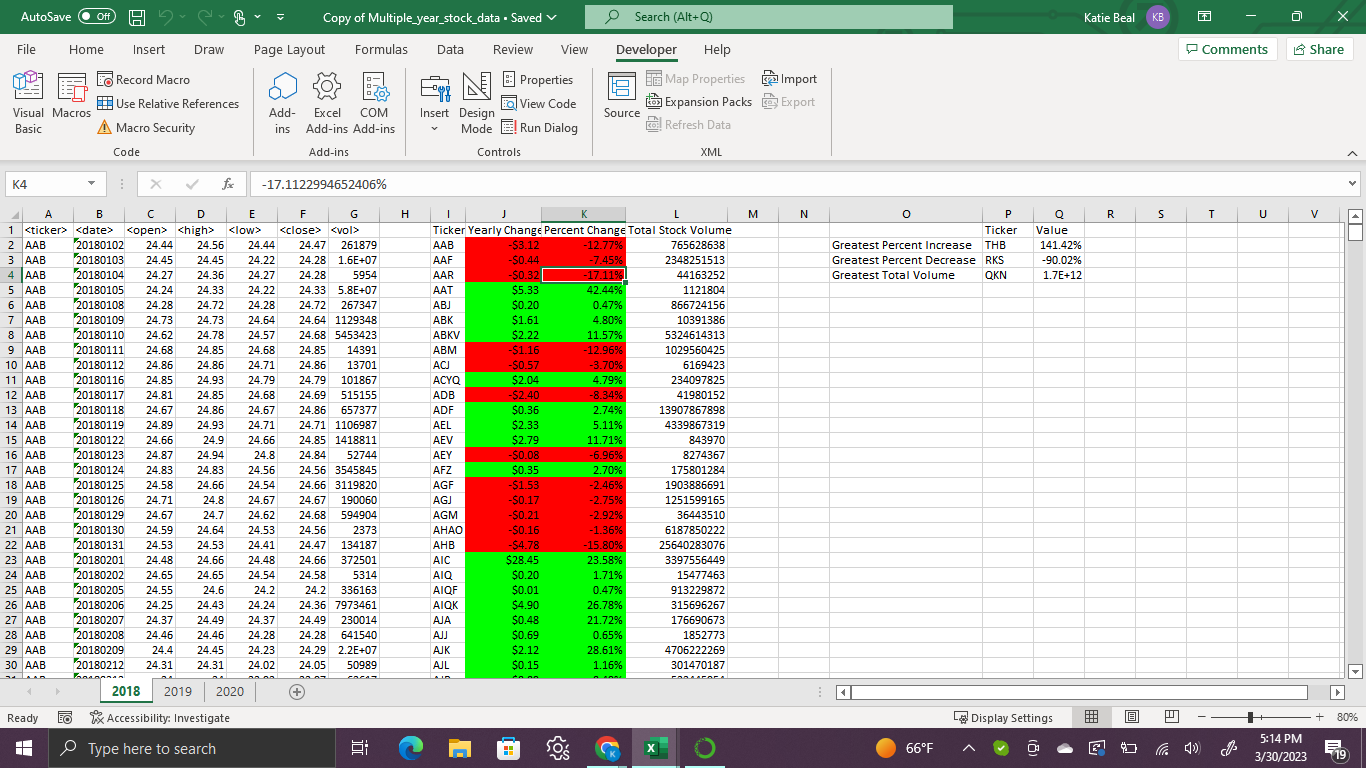 AutoSave Off Copy of Multiple_year_stock_data • Saved Search (Alt+Q) Katie Beal KB
File Home Insert Draw Page Layout Formulas Data Review View Developer Help Comments Share
Visual Basic Macros Record Macro Use Relative References Macro Security
Add-ins Excel Add-ins COM Add-ins
Insert Design Mode Properties View Code Run Dialog
Source Map Properties Expansion Packs Refresh Data Import Export
Code Add-ins Controls XML
K4 fx -17.1122994652406%
A B C D E F G H I J K L M N O P Q R S T U V
1 <ticker> <date> <open> <high> <low> <close> <vol> Ticker Yearly Change Percent Change Total Stock Volume Ticker Value
2 AAB 20180102 24.44 24.56 24.44 24.47 261879 AAB -$3.12 -12.77% 765628638 Greatest Percent Increase THB 141.42%
3 AAB 20180103 24.45 24.45 24.22 24.28 1.6E+07 AAF -$0.44 -7.45% 2348251513 Greatest Percent Decrease RKS -90.02%
4 AAB 20180104 24.27 24.36 24.27 24.28 5954 AAR -$0.32 -17.11% 44163252 Greatest Total Volume QKN 1.7E+12
5 AAB 20180105 24.24 24.33 24.22 24.33 5.8E+07 AAT $5.33 42.44% 1121804
6 AAB 20180108 24.28 24.72 24.28 24.72 267347 ABJ $0.20 0.47% 866724156
7 AAB 20180109 24.73 24.73 24.64 24.64 1129348 ABK $1.61 4.80% 10391386
8 AAB 20180110 24.62 24.78 24.57 24.68 5453423 ABKV $2.22 11.57% 5324614313
9 AAB 20180111 24.68 24.85 24.68 24.85 14391 ABM -$1.16 -12.96% 1029560425
10 AAB 20180112 24.86 24.86 24.71 24.86 13701 ACJ -$0.57 -3.70% 6169423
11 AAB 20180116 24.85 24.93 24.79 24.79 101867 ACYQ $2.04 4.79% 234097825
12 AAB 20180117 24.81 24.85 24.68 24.69 515155 ADB -$2.40 -8.34% 41980152
13 AAB 20180118 24.67 24.86 24.67 24.86 657377 ADF $0.36 2.74% 13907867898
14 AAB 20180119 24.89 24.93 24.71 24.71 1106987 AEL $2.33 5.11% 4339867319
15 AAB 20180122 24.66 24.9 24.66 24.85 1418811 AEV $2.79 11.71% 843970
16 AAB 20180123 24.87 24.94 24.8 24.84 52744 AEY -$0.08 -6.96% 8274367
17 AAB 20180124 24.83 24.83 24.56 24.56 3545845 AFZ $0.35 2.70% 175801284
18 AAB 20180125 24.58 24.66 24.54 24.66 3119820 AGF -$1.53 -2.46% 1903886691
19 AAB 20180126 24.71 24.8 24.67 24.67 190060 AGJ -$0.17 -2.75% 1251599165
20 AAB 20180129 24.67 24.7 24.62 24.68 594904 AGM -$0.21 -2.92% 36443510
21 AAB 20180130 24.59 24.64 24.53 24.56 2373 AHAO -$0.16 -1.36% 6187850222
22 AAB 20180131 24.53 24.53 24.41 24.47 134187 AHB -$4.78 -15.80% 25640283076
23 AAB 20180201 24.48 24.66 24.48 24.66 372501 AIC $28.45 23.58% 3397556449
24 AAB 20180202 24.65 24.65 24.54 24.58 5314 AIQ $0.20 1.71% 15477463
25 AAB 20180205 24.55 24.6 24.2 24.2 336163 AIQF $0.01 0.47% 913229872
26 AAB 20180206 24.25 24.43 24.24 24.36 7973461 AIQK $4.90 26.78% 315696267
27 AAB 20180207 24.37 24.49 24.37 24.49 230014 AJA $0.48 21.72% 176690673
28 AAB 20180208 24.46 24.46 24.28 24.28 641540 AJJ $0.69 0.65% 1852773
29 AAB 20180209 24.4 24.45 24.23 24.29 2.2E+07 AJK $2.12 28.61% 4706222269
30 AAB 20180212 24.31 24.31 24.02 24.05 50989 AJL $0.15 1.16% 301470187
2018 2019 2020
Ready Accessibility: Investigate Display Settings 80%
Type here to search 66°F 5:14 PM
3/30/2023 19